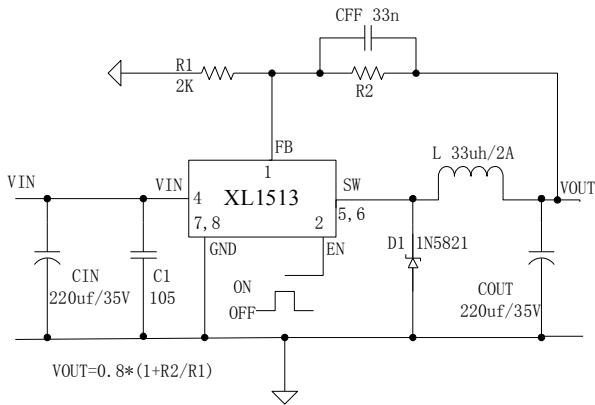 CFF 33n
R1
2K
R2
FB
1
L 33uh/2A
VIN
VIN
4
XL1513
SW
5,6
VOUT
7,8
2
GND
EN
D1
1N5821
CIN
220uf/35V
C1
105
ON
OFF
COUT
220uf/35V
VOUT=0.8*(1+R2/R1)